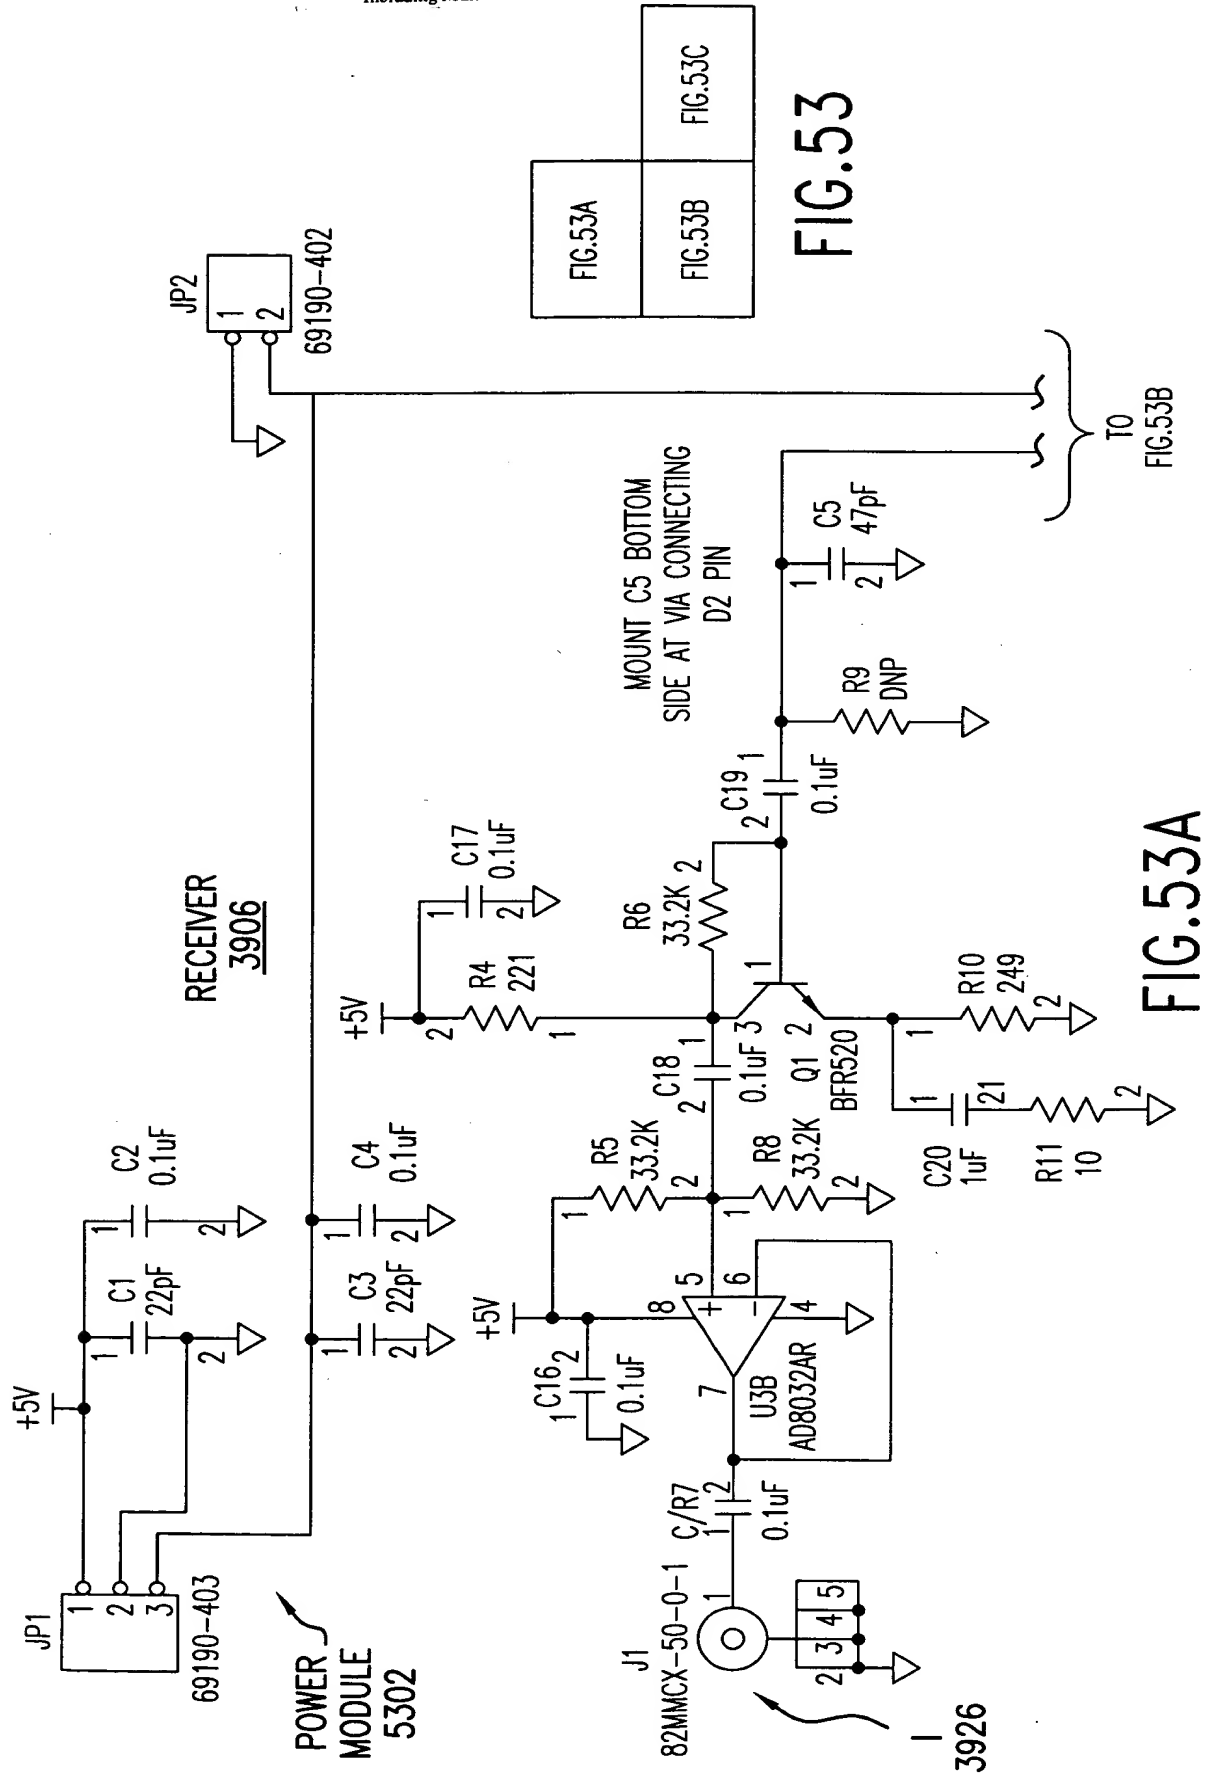 RECEIVER
3906
JP1
1
2
3
69190-403
POWER
MODULE
5302
+5V
1
C1
22pF
2
1
C2
0.1uF
2
1
C3
22pF
2
1
C4
0.1uF
2
JP2
1
2
69190-402
J1
82MMCX-50-0-1
1
2
3
4
5
I
3926
C/R7
1
2
0.1uF
+5V
C16
1
2
0.1uF
8
5
+
6
–
4
7
U3B
AD8032AR
1
R5
33.2K
2
1
R8
33.2K
2
C18
2
1
0.1uF
+5V
2
R4
221
1
1
C17
0.1uF
2
R6
33.2K
2
3
1
2
Q1
BFR520
1
C20
1uF
21
R11
10
2
1
R10
249
2
C19
2
1
0.1uF
R9
DNP
1
C5
47pF
2
MOUNT C5 BOTTOM
SIDE AT VIA CONNECTING
D2 PIN
TO
FIG.53B
FIG.53A
FIG.53B
FIG.53C
FIG.53
FIG.53A